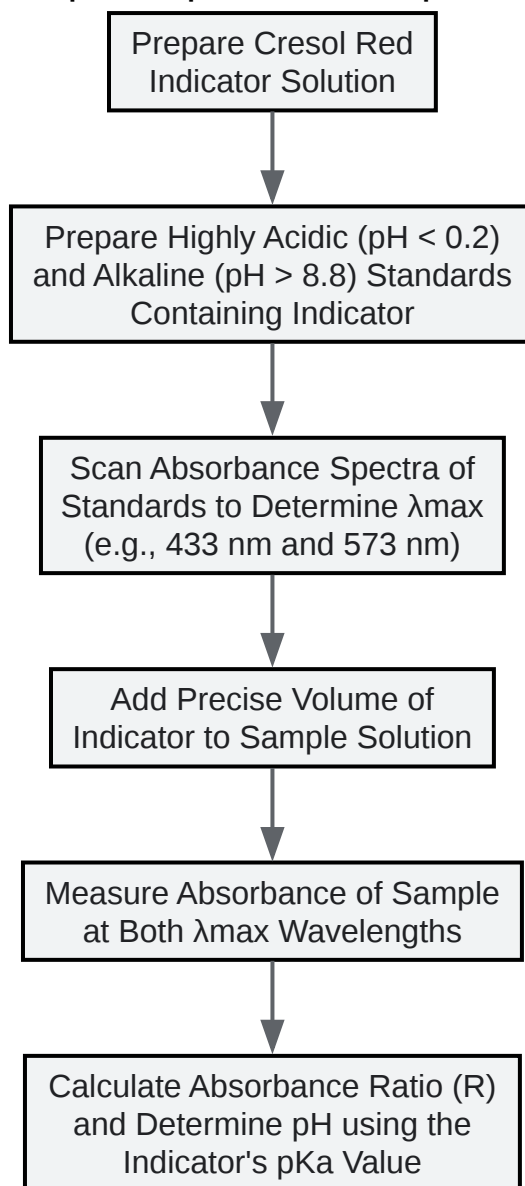 Prepare Cresol Red
Indicator Solution
Prepare Highly Acidic (pH < 0.2)
and Alkaline (pH > 8.8) Standards
Containing Indicator
Scan Absorbance Spectra of
Standards to Determine λmax
(e.g., 433 nm and 573 nm)
Add Precise Volume of
Indicator to Sample Solution
Measure Absorbance of Sample
at Both λmax Wavelengths
Calculate Absorbance Ratio (R)
and Determine pH using the
Indicator's pKa Value